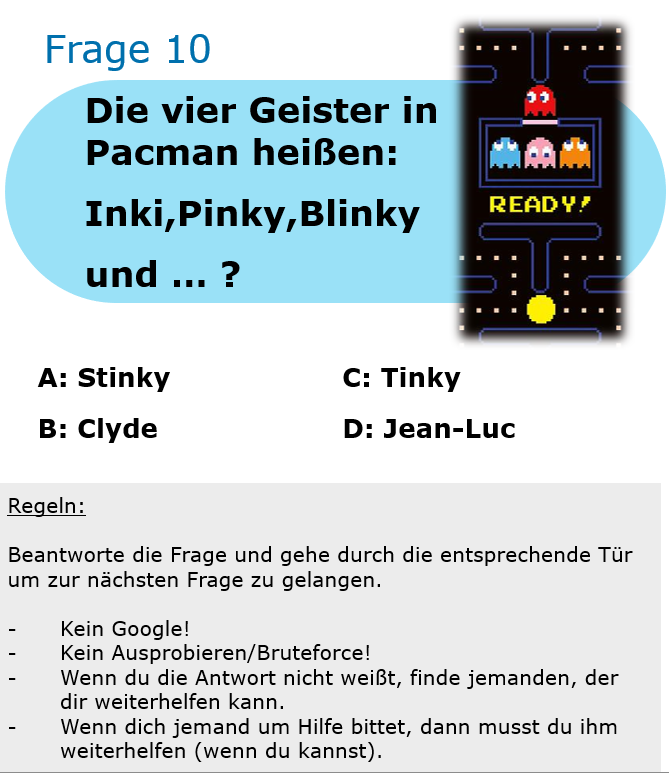 Frage 10
Die vier Geister in
Pacman heißen:
Inki,Pinky,Blinky
und ... ?
READY!
A: Stinky
C: Tinky
B: Clyde
D: Jean-Luc
Regeln:
Beantworte die Frage und gehe durch die entsprechende Tür
um zur nächsten Frage zu gelangen.
- Kein Google!
- Kein Ausprobieren/Bruteforce!
- Wenn du die Antwort nicht weißt, finde jemanden, der
dir weiterhelfen kann.
- Wenn dich jemand um Hilfe bittet, dann musst du ihm
weiterhelfen (wenn du kannst).